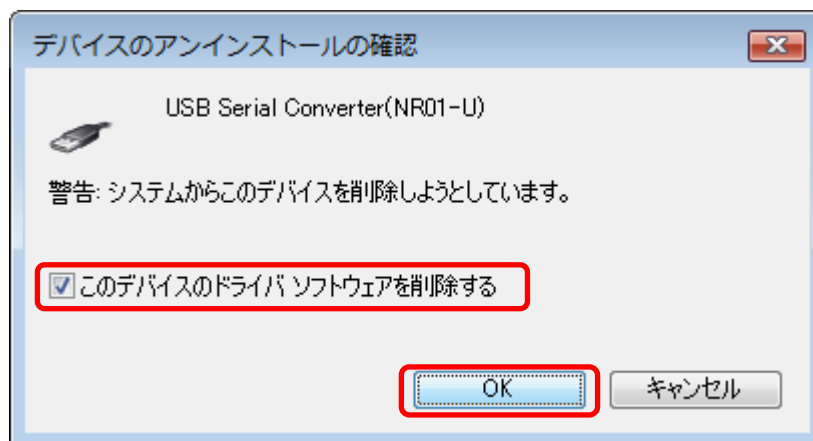 デバイスのアンインストールの確認
USB Serial Converter(NR01-U)
警告: システムからこのデバイスを削除しようとしています。
このデバイスのドライバ ソフトウェアを削除する
OK
キャンセル